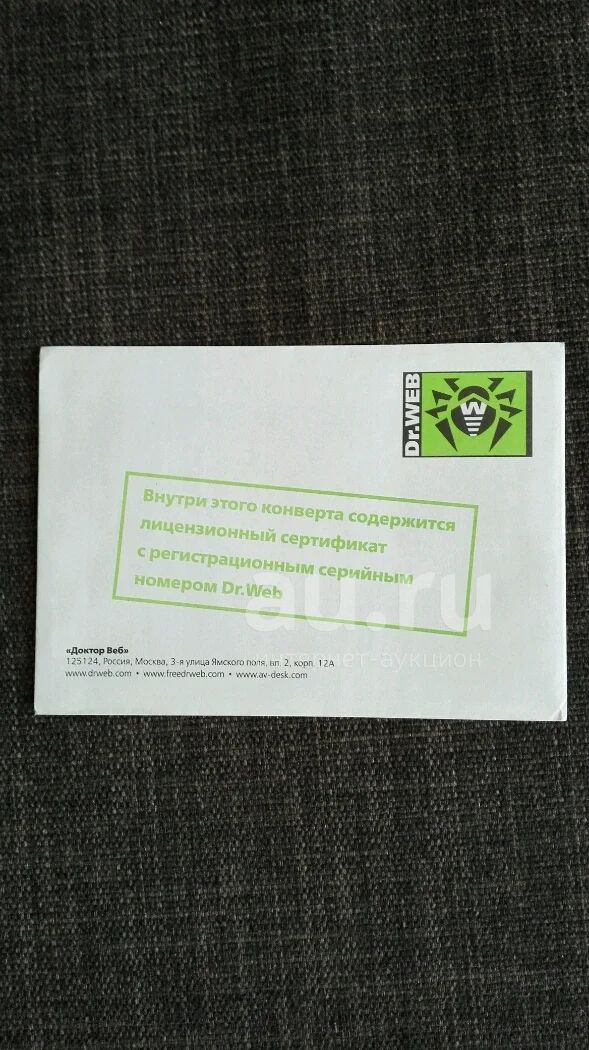 Dr.WEB
Внутри этого конверта содержится
лицензионный сертификат
с регистрационным серийным
номером Dr.Web
au.ru
интернет-аукцион
«Доктор Веб»
125124, Россия, Москва, 3-я улица Ямского поля, вл. 2, корп. 12А
www.drweb.com • www.freedrweb.com • www.av-desk.com